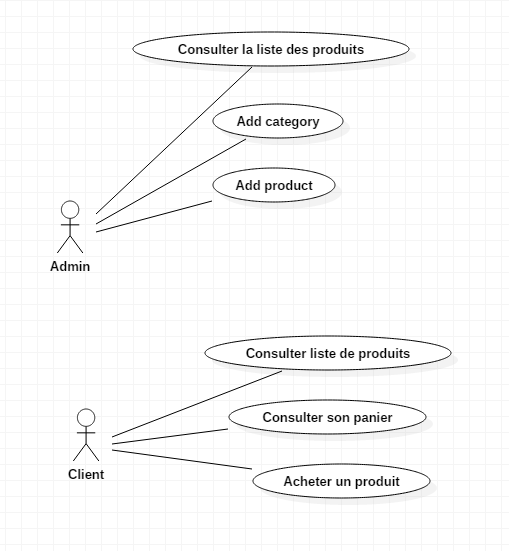 Consulter la liste des produits
Add category
Add product
Admin
Consulter liste de produits
Consulter son panier
Client
Acheter un produit